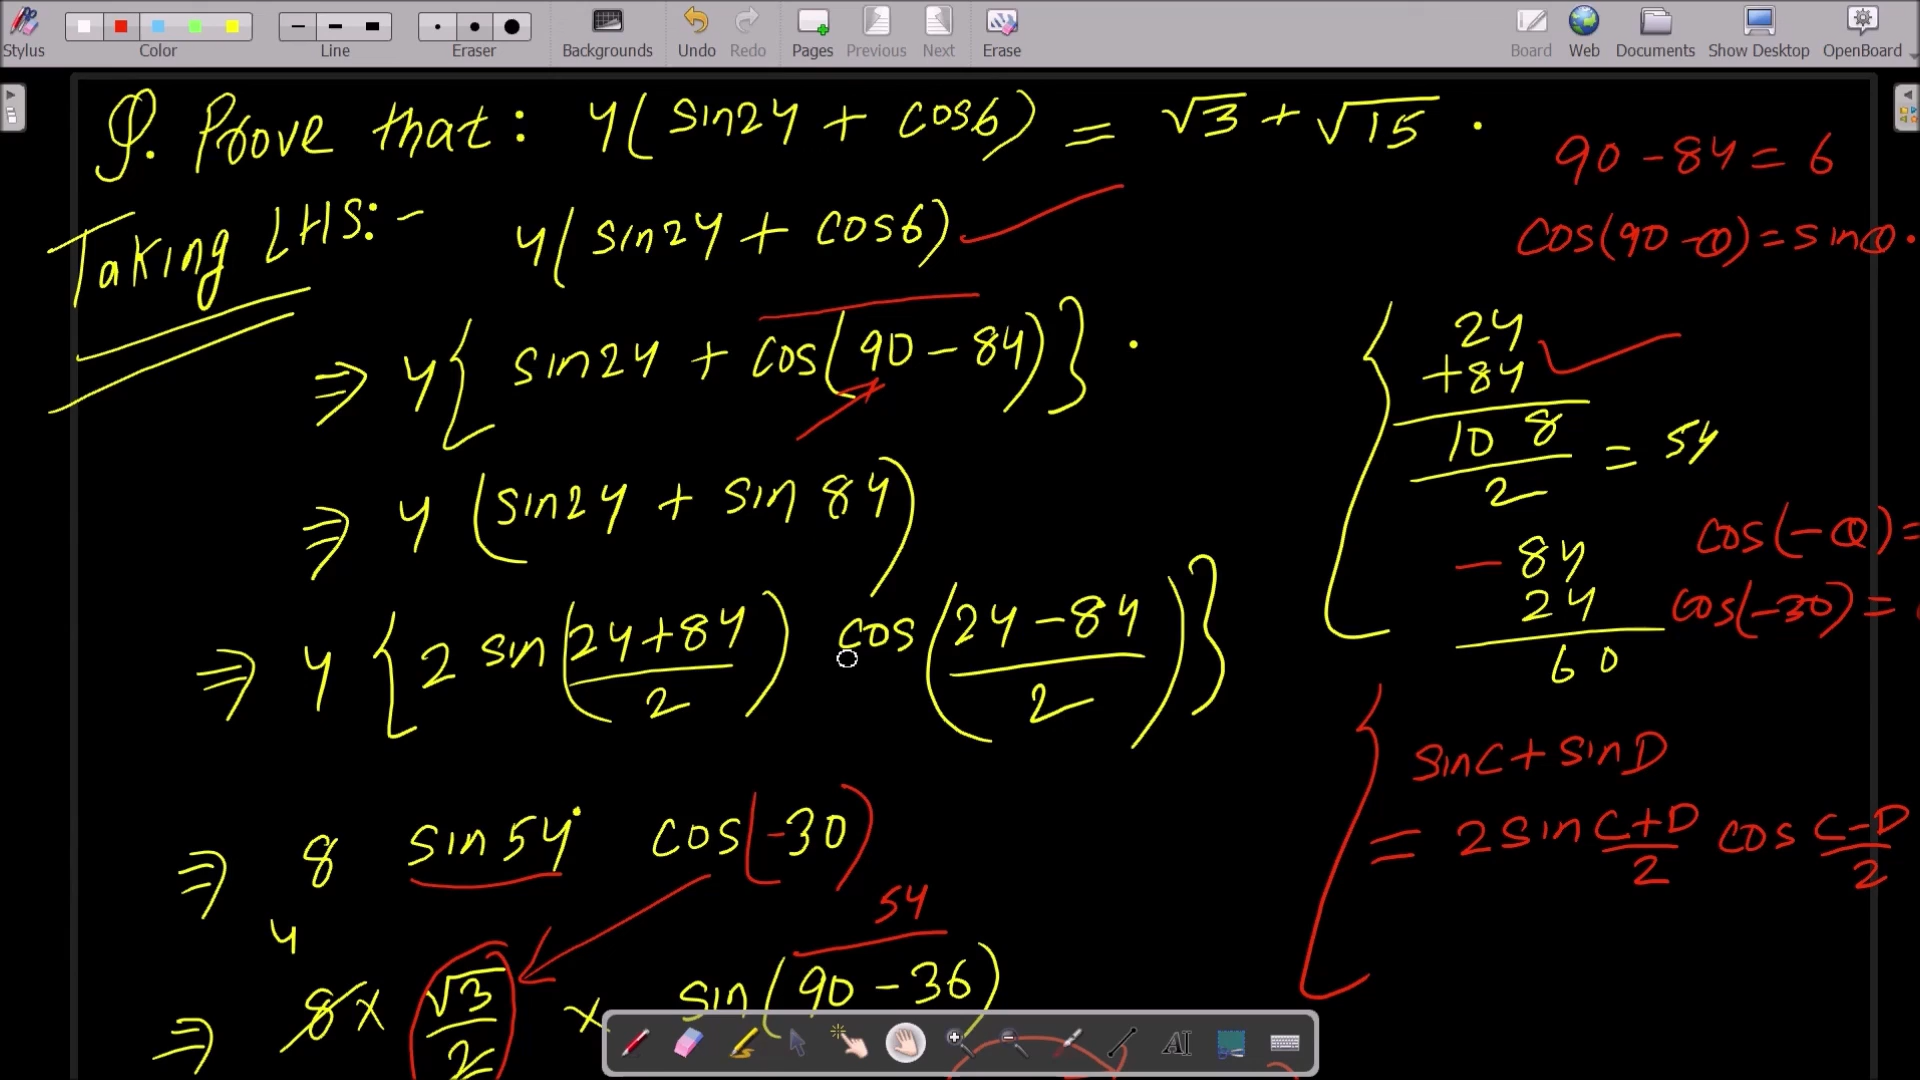 Stylus Color Line Eraser Backgrounds Undo Redo Pages Previous Next Erase Board Web Documents Show Desktop OpenBoard
Q. Prove that: 4(sin24 + cos6) = √3 + √15 .
Taking LHS:- 4(sin24 + cos6)
⇒ 4{ sin24 + cos(90 - 84)} .
⇒ 4 (sin24 + sin 84)
⇒ 4 {2 sin((24+84)/2) cos((24-84)/2)}
⇒ 8 sin54° cos(-30)
4
54
⇒ 8 × √3/2 × sin(90 - 36)
90 - 84 = 6
cos(90 - θ) = sinθ .
24
+84
108/2 = 54
- 84
24
60
cos(-θ) =
cos(-30) =
sinC + sinD
= 2 sin (C+D)/2 cos (C-D)/2
AI